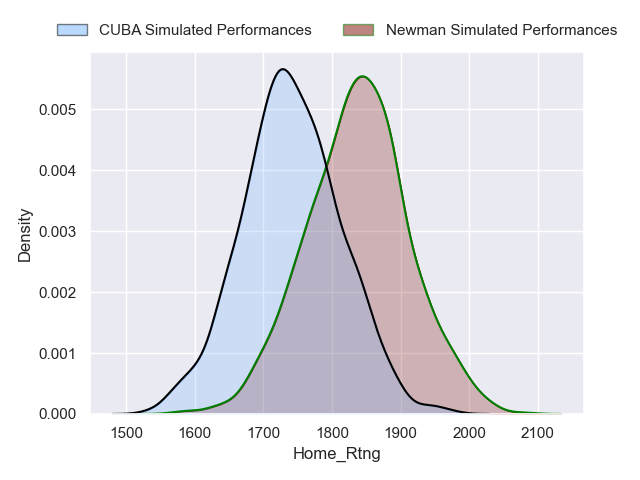 CUBA Simulated Performances Newman Simulated Performances
0.005
0.004
0.003
0.002
0.001
0.000
Density
1500 1600 1700 1800 1900 2000 2100
Home_Rtng